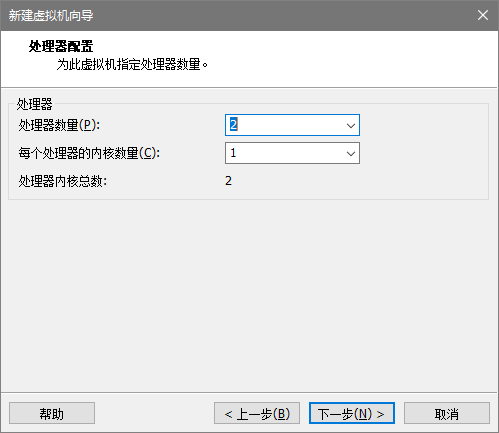 新建虚拟机向导
处理器配置
为此虚拟机指定处理器数量。
处理器
处理器数量(P):
2
每个处理器的内核数量(C):
1
处理器内核总数:
2
帮助
< 上一步(B)
下一步(N) >
取消